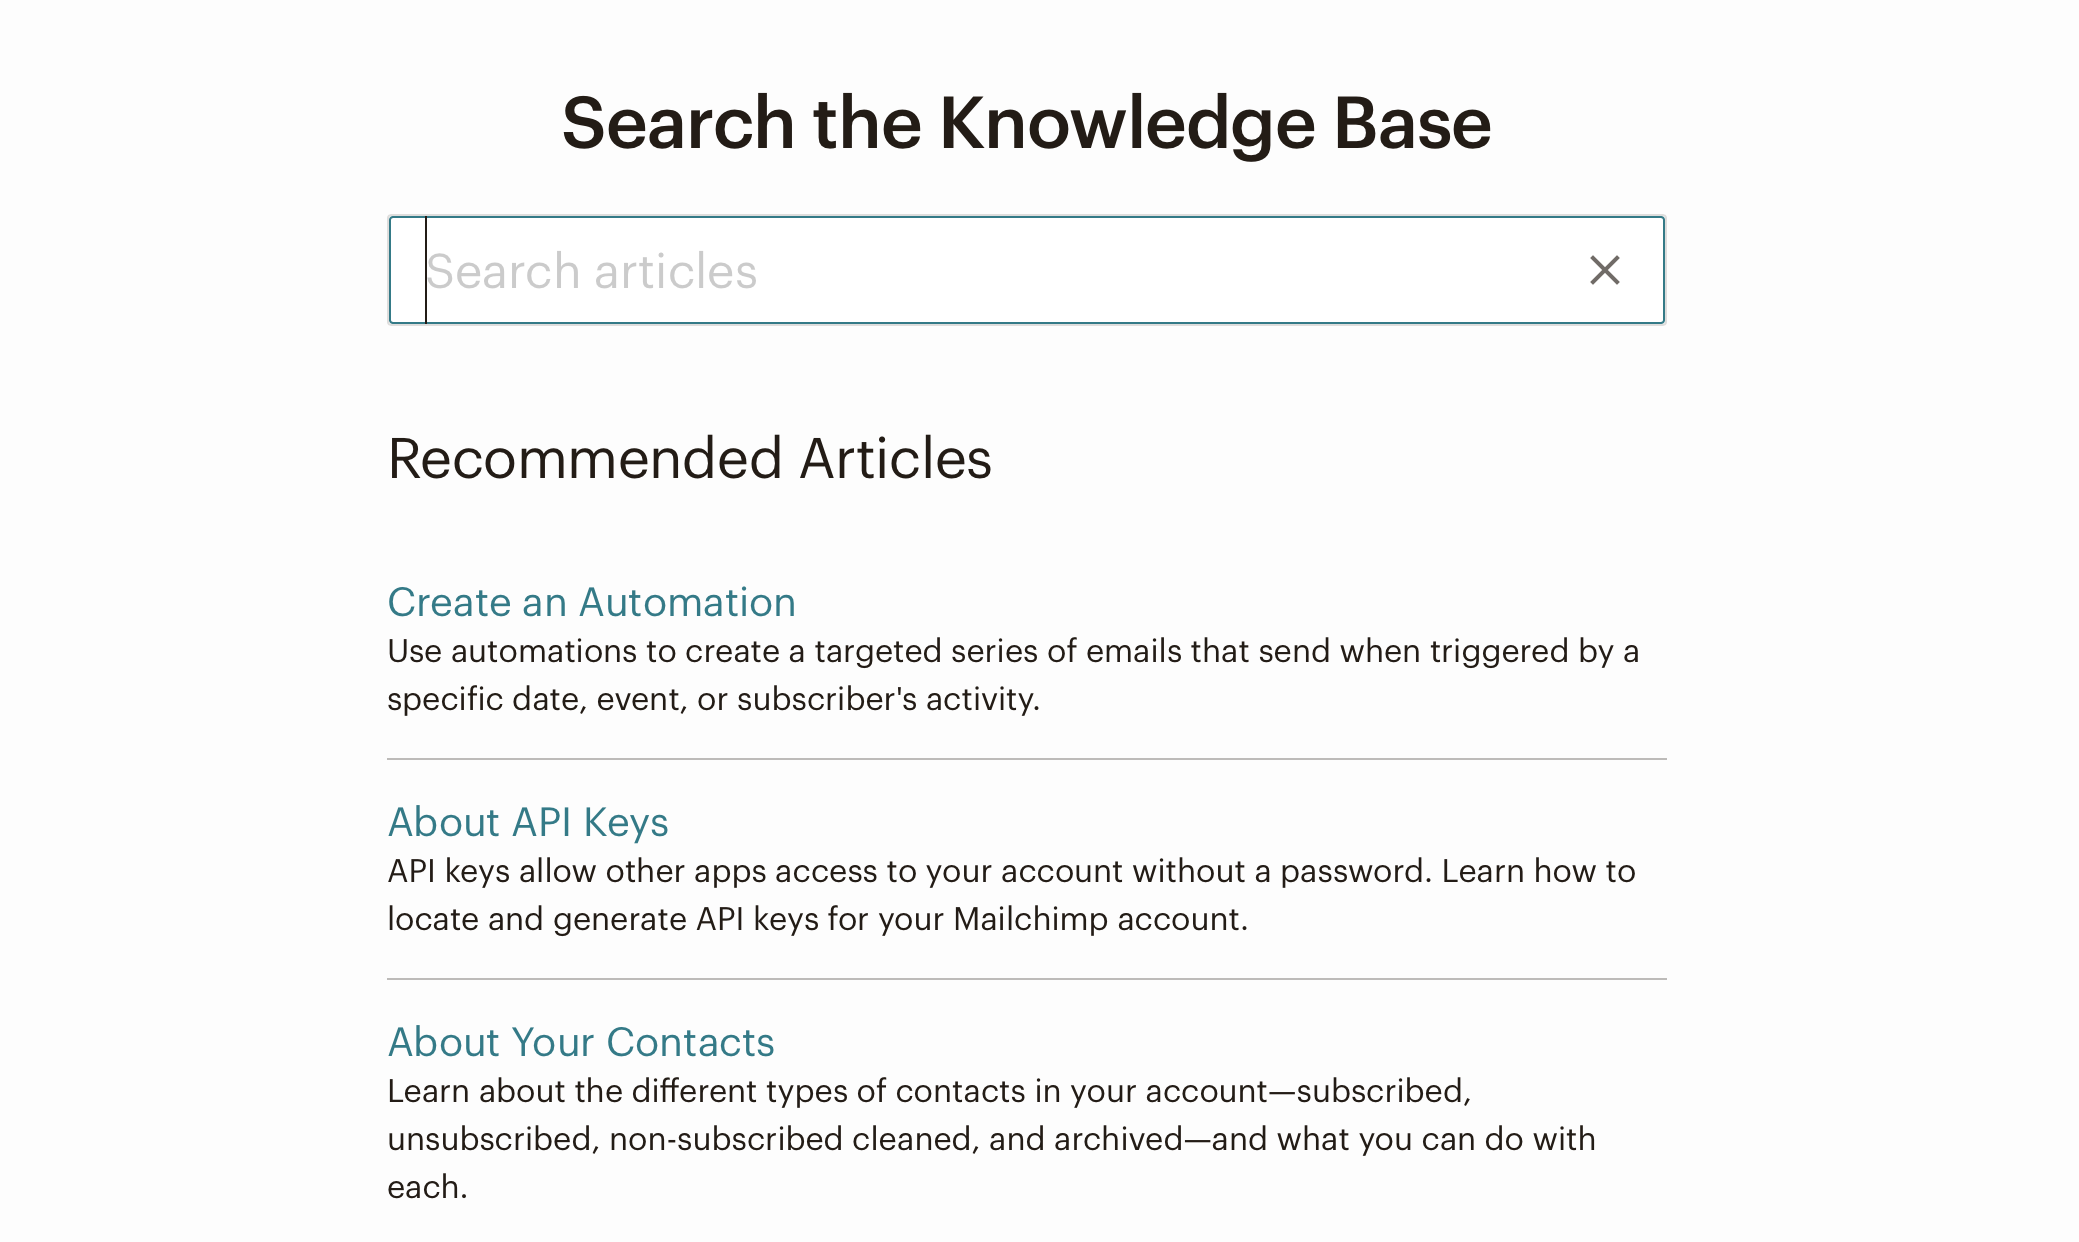 Search the Knowledge Base
Search articles
Recommended Articles
Create an Automation
Use automations to create a targeted series of emails that send when triggered by a
specific date, event, or subscriber's activity.
About API Keys
API keys allow other apps access to your account without a password. Learn how to
locate and generate API keys for your Mailchimp account.
About Your Contacts
Learn about the different types of contacts in your account—subscribed,
unsubscribed, non-subscribed cleaned, and archived—and what you can do with
each.